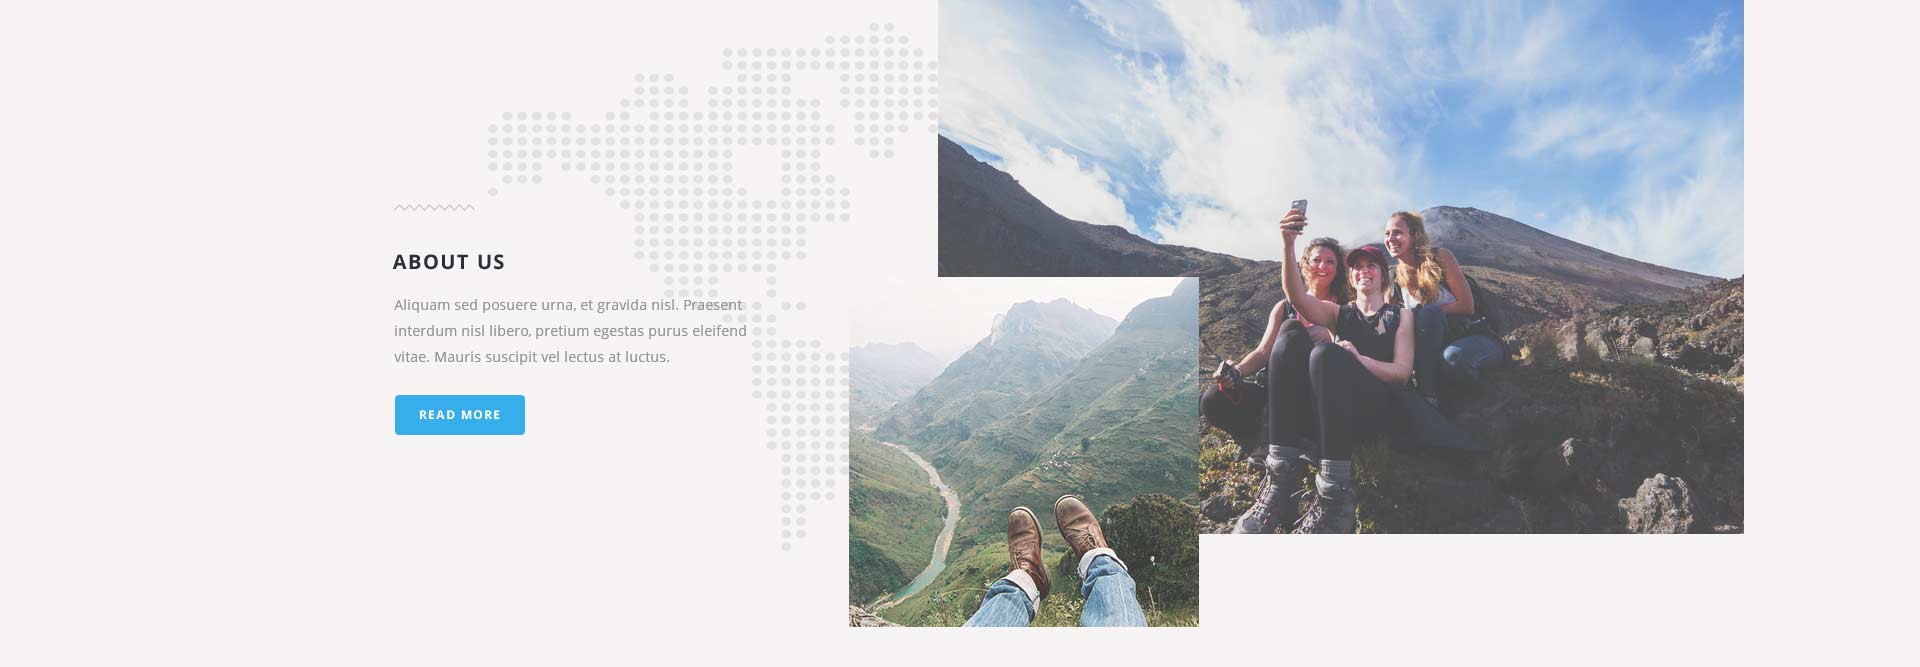 ABOUT US
Aliquam sed posuere urna, et gravida nisl. Praesent
interdum nisl libero, pretium egestas purus eleifend
vitae. Mauris suscipit vel lectus at luctus.
READ MORE